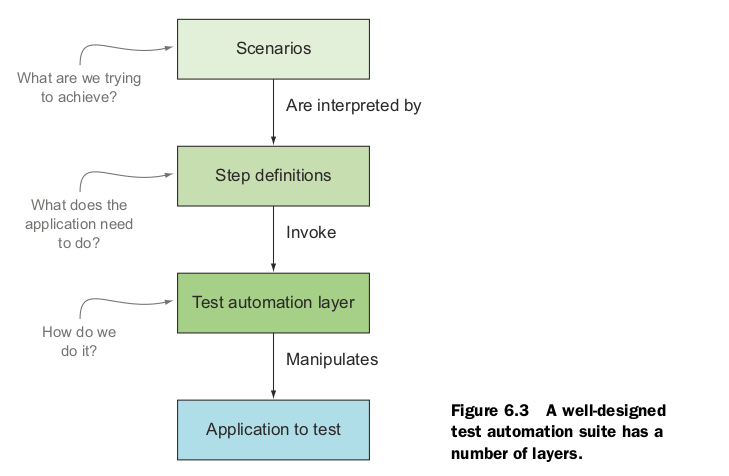 Scenarios
What are we trying
to achieve?
Are interpreted by
Step definitions
What does the
application need
to do?
Invoke
Test automation layer
How do we
do it?
Manipulates
Application to test
Figure 6.3 A well-designed
test automation suite has a
number of layers.